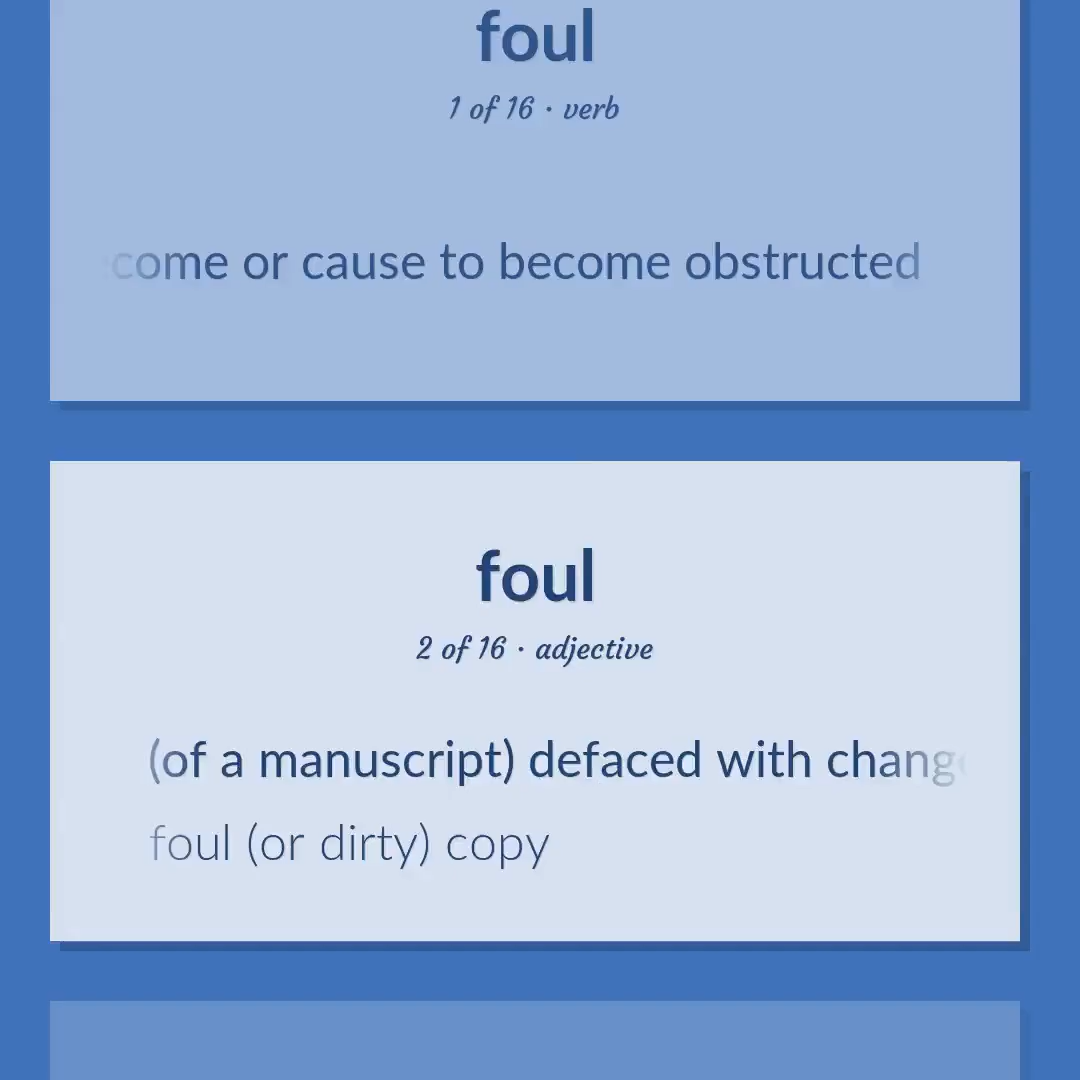 foul
1 of 16 · verb
come or cause to become obstructed
foul
2 of 16 · adjective
(of a manuscript) defaced with chang
foul (or dirty) copy